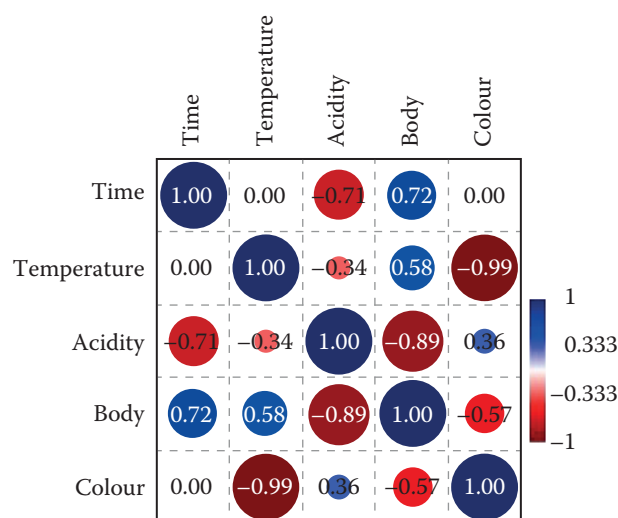 Time Temperature Acidity Body Colour
Time 1.00 0.00 −0.71 0.72 0.00
Temperature 0.00 1.00 −0.34 0.58 −0.99
Acidity −0.71 −0.34 1.00 −0.89 0.36
Body 0.72 0.58 −0.89 1.00 −0.57
Colour 0.00 −0.99 0.36 −0.57 1.00
1
0.333
−0.333
−1